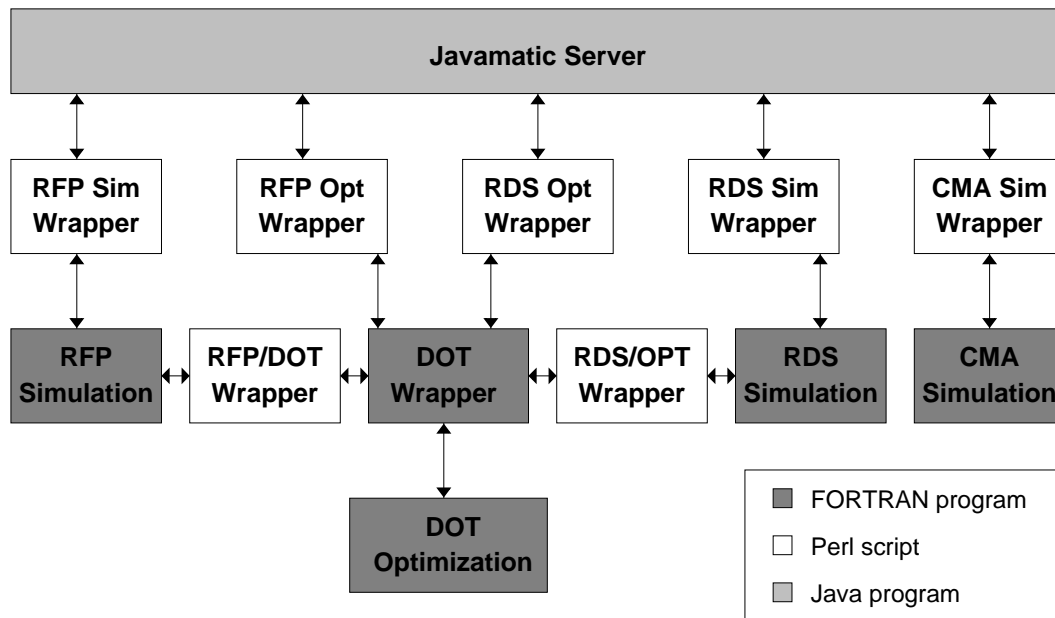 Javamatic Server
RFP Sim
Wrapper
RFP Opt
Wrapper
RDS Opt
Wrapper
RDS Sim
Wrapper
CMA Sim
Wrapper
RFP
Simulation
RFP/DOT
Wrapper
DOT
Wrapper
RDS/OPT
Wrapper
RDS
Simulation
CMA
Simulation
DOT
Optimization
FORTRAN program
Perl script
Java program